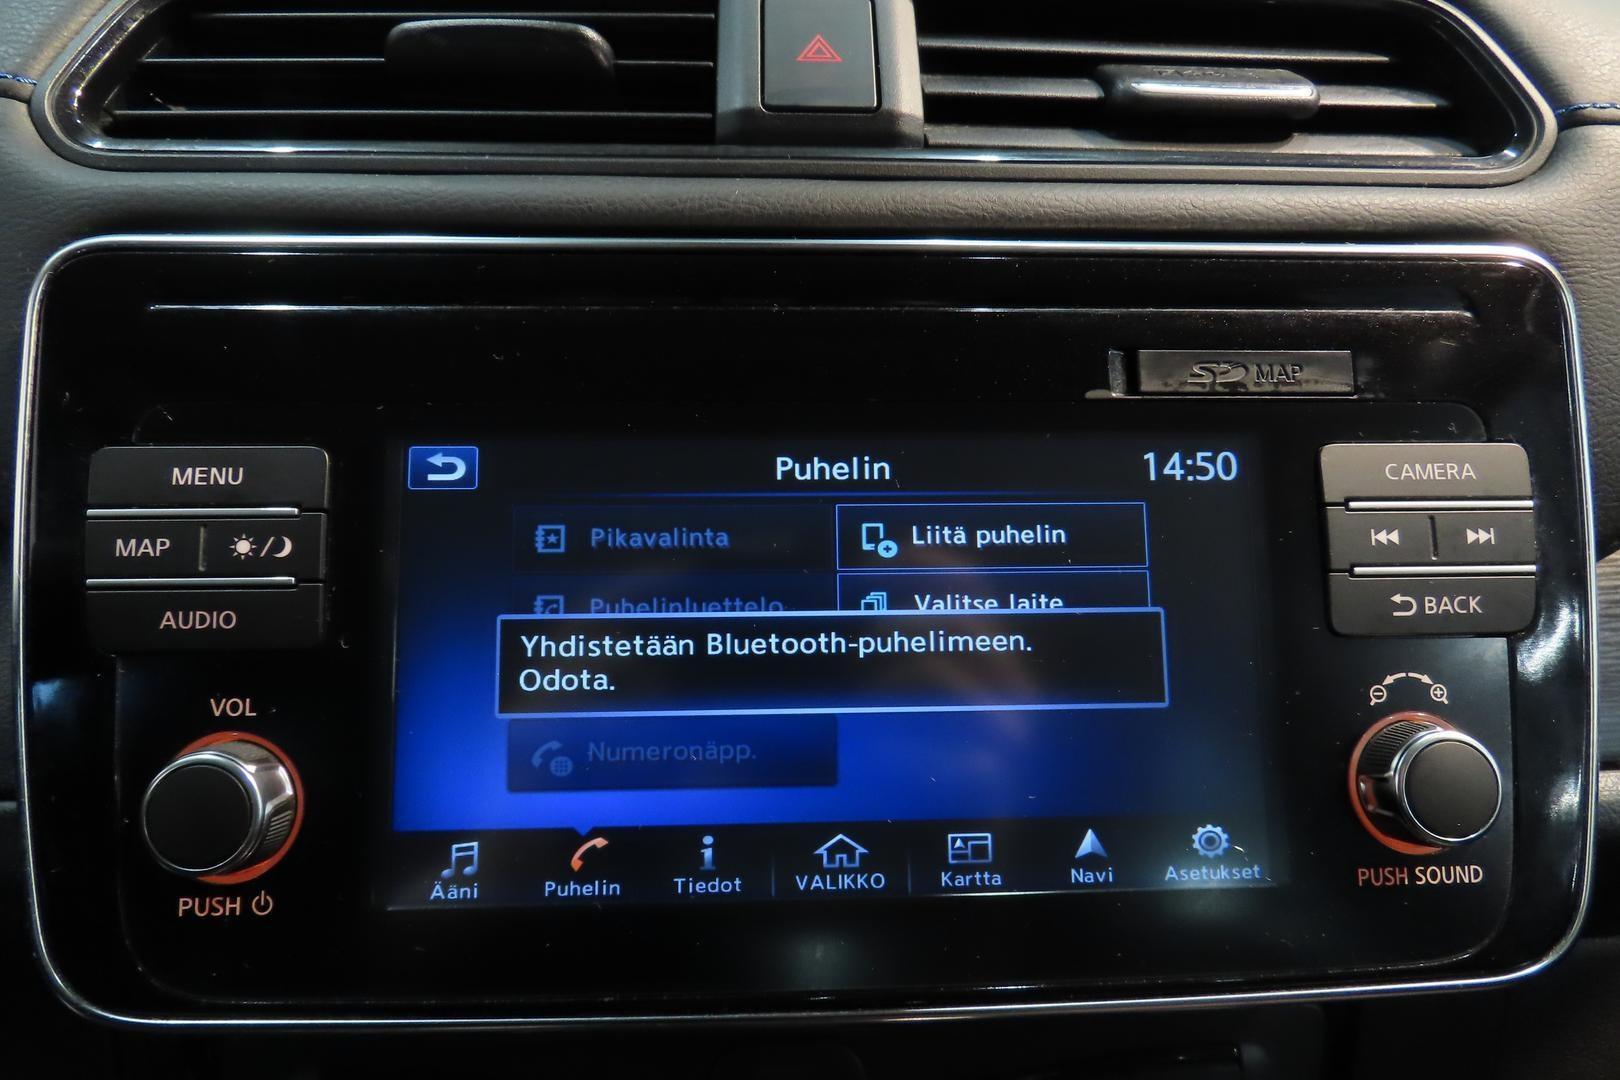 SD MAP
MENU
MAP
AUDIO
VOL
PUSH
Puhelin
14:50
Pikavalinta
Liitä puhelin
Puhelinluettelo
Valitse laite
Yhdistetään Bluetooth-puhelimeen.
Odota.
Numeronäpp.
Ääni
Puhelin
Tiedot
VALIKKO
Kartta
Navi
Asetukset
CAMERA
BACK
PUSH SOUND